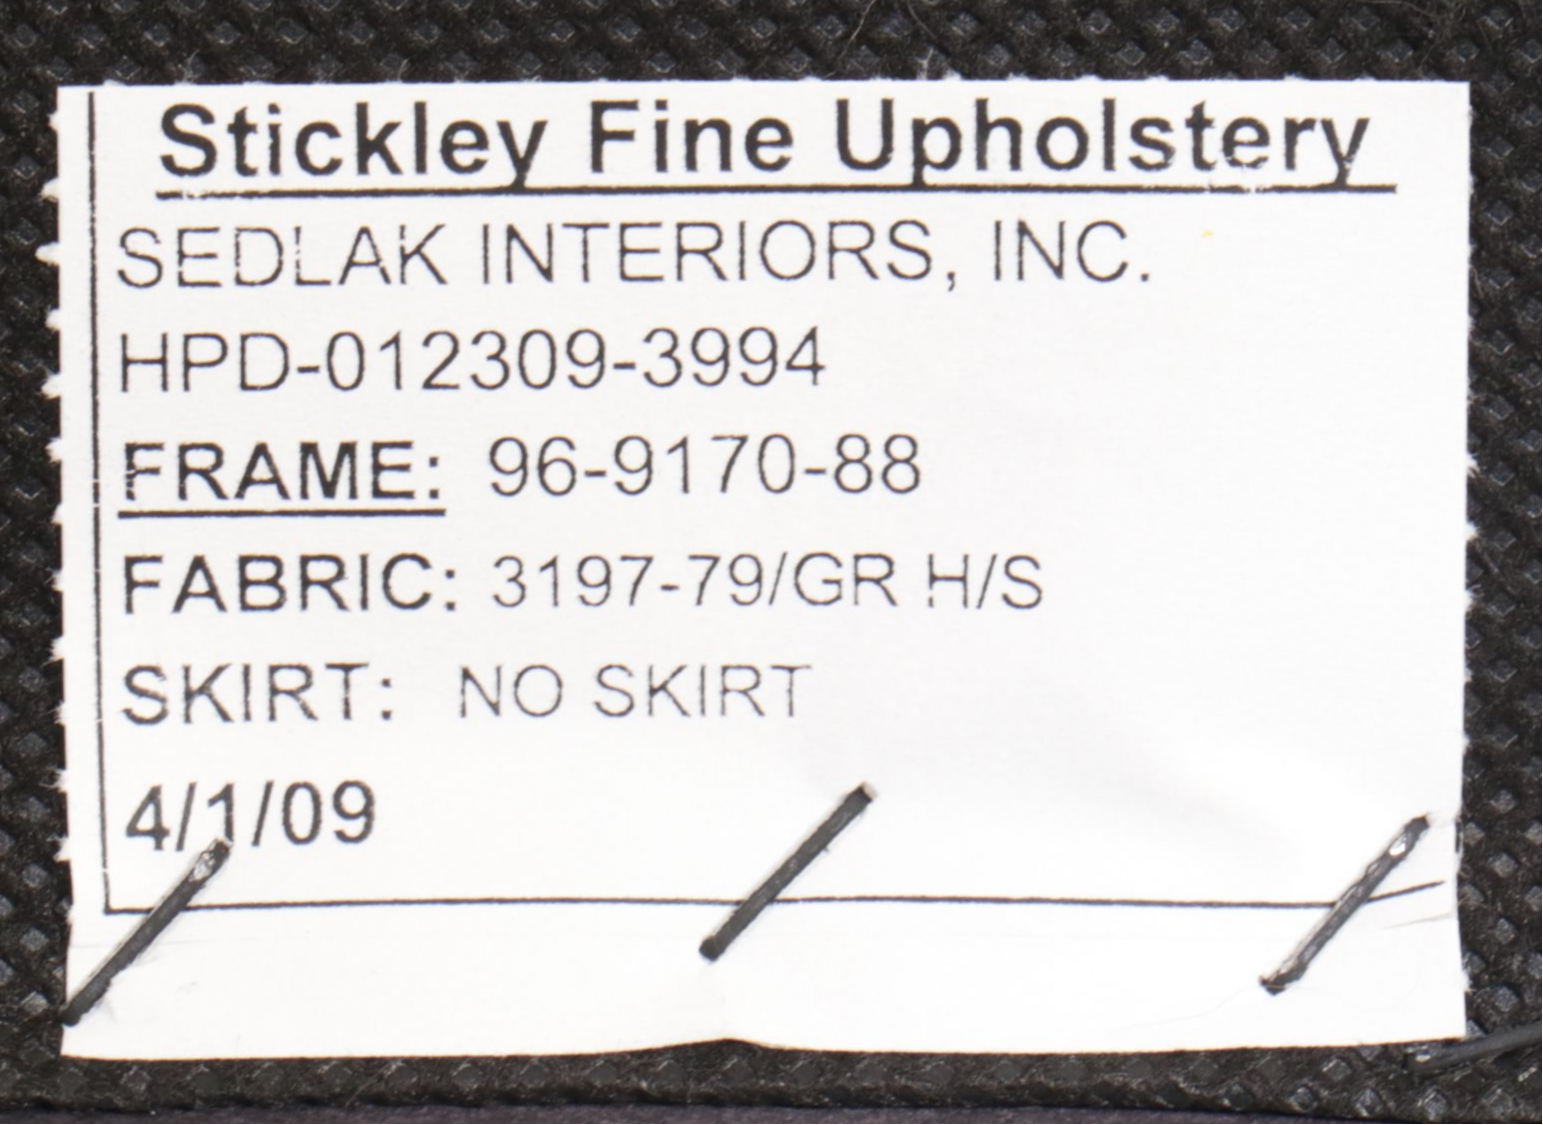 Stickley Fine Upholstery
SEDLAK INTERIORS, INC.
HPD-012309-3994
FRAME: 96-9170-88
FABRIC: 3197-79/GR H/S
SKIRT: NO SKIRT
4/1/09